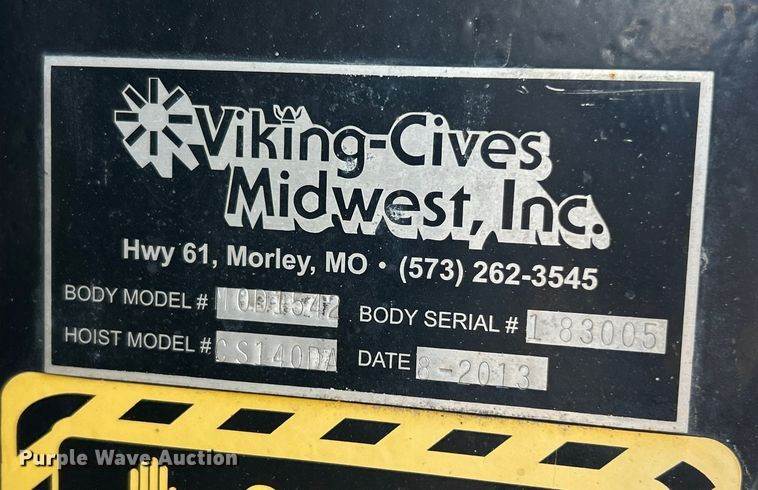 Viking-Cives
Midwest, Inc.
Hwy 61, Morley, MO • (573) 262-3545
BODY MODEL # BODY SERIAL # 183005
HOIST MODEL # CS140DA DATE 8-2013
Purple Wave Auction